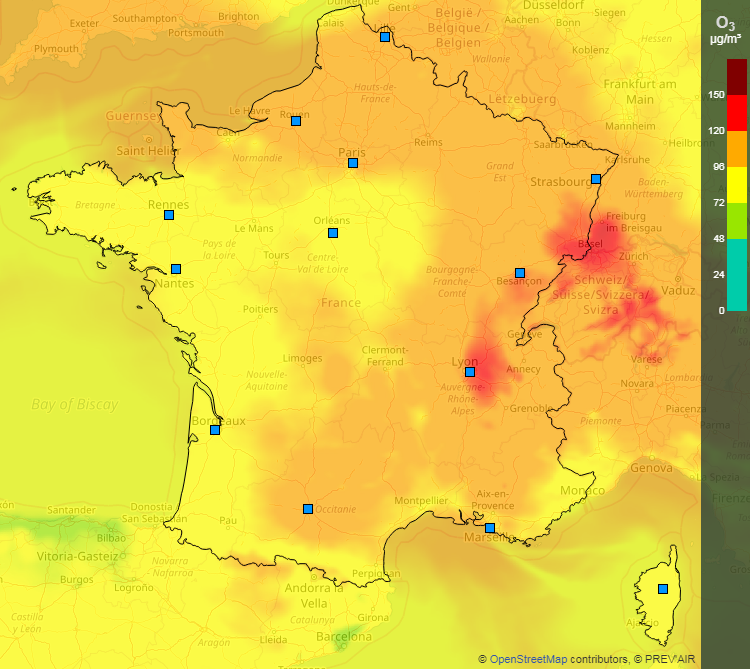 Dunkerque
Gent
Düsseldorf
Exeter
Southampton
Brighton
België /
Belgique /
Belgien
Aachen
Siegen
Bonn
Portsmouth
Calais
Lille
Plymouth
Koblenz
Hessen
Wallonie
O₃
µg/m³
Frankfurt am
Main
Hauts-de-
France
Lëtzebuerg
150
Guernsey
Le Havre
Rouen
Mannheim
120
Caen
Reims
Saarbrücken
Heilbronn
Saint Helier
Paris
Normandie
Karlsruhe
96
Grand
Est
Strasbourg
Baden-
Württemberg
Bretagne
Rennes
72
Orléans
Freiburg
im Breisgau
Le Mans
48
Pays de
la Loire
Tours
Centre-
Val de Loire
Basel
Zürich
Bourgogne-
Franche-
Comté
24
Nantes
Besançon
Schweiz/
Suisse/Svizzera/
Svizra
Vaduz
France
Poitiers
0
Genève
Limoges
Clermont-
Ferrand
Lyon
Annecy
Varese
Nouvelle-
Aquitaine
Auvergne-
Rhône-
Alpes
Novara
Lombardia
Bay of Biscay
Grenoble
Piacenza
Bordeaux
Piemonte
Parma
Genova
La Spezia
Aix-en-
Provence
Monaco
Montpellier
Firenze
Santander
Donostia
San Sebastián
Occitanie
Pau
Marseille
Bilbao
Vitoria-Gasteiz
Navarra
Nafarroa
Perpignan
Burgos
Logroño
Andorra la
Vella
Girona
Castilla
y León
Catalunya
Ajaccio
Aragón
Lleida
Barcelona
Tarragona
© OpenStreetMap contributors, © PREV'AIR